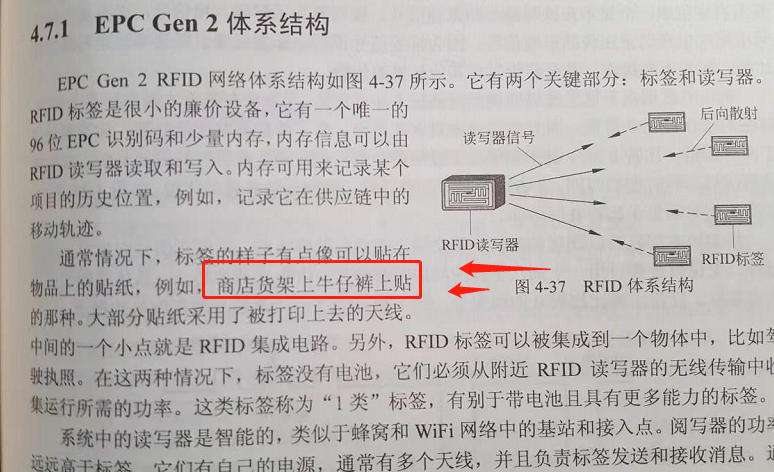 4.7.1 EPC Gen 2 体系结构
EPC Gen 2 RFID 网络体系结构如图 4-37 所示。它有两个关键部分：标签和读写器。
RFID 标签是很小的廉价设备，它有一个唯一的
96位 EPC 识别码和少量内存，内存信息可以由
RFID 读写器读取和写入。内存可用来记录某个
项目的历史位置，例如，记录它在供应链中的
移动轨迹。
通常情况下，标签的样子有点像可以贴在
物品上的贴纸，例如，商店货架上牛仔裤上贴
的那种。大部分贴纸采用了被打印上去的天线。
读写器信号
后向散射
RFID读写器
RFID标签
图 4-37 RFID 体系结构
中间的一个小点就是 RFID 集成电路。另外，RFID 标签可以被集成到一个物体中，比如驾
驶执照。在这两种情况下，标签没有电池，它们必须从附近 RFID 读写器的无线传输中收
集运行所需的功率。这类标签称为“1 类”标签，有别于带电池且具有更多能力的标签。
系统中的读写器是智能的，类似于蜂窝和 WiFi 网络中的基站和接入点。阅写器的功率
远远高于标签，它们有自己的电源，通常有多个天线，并且负责标签发送和接收消息。